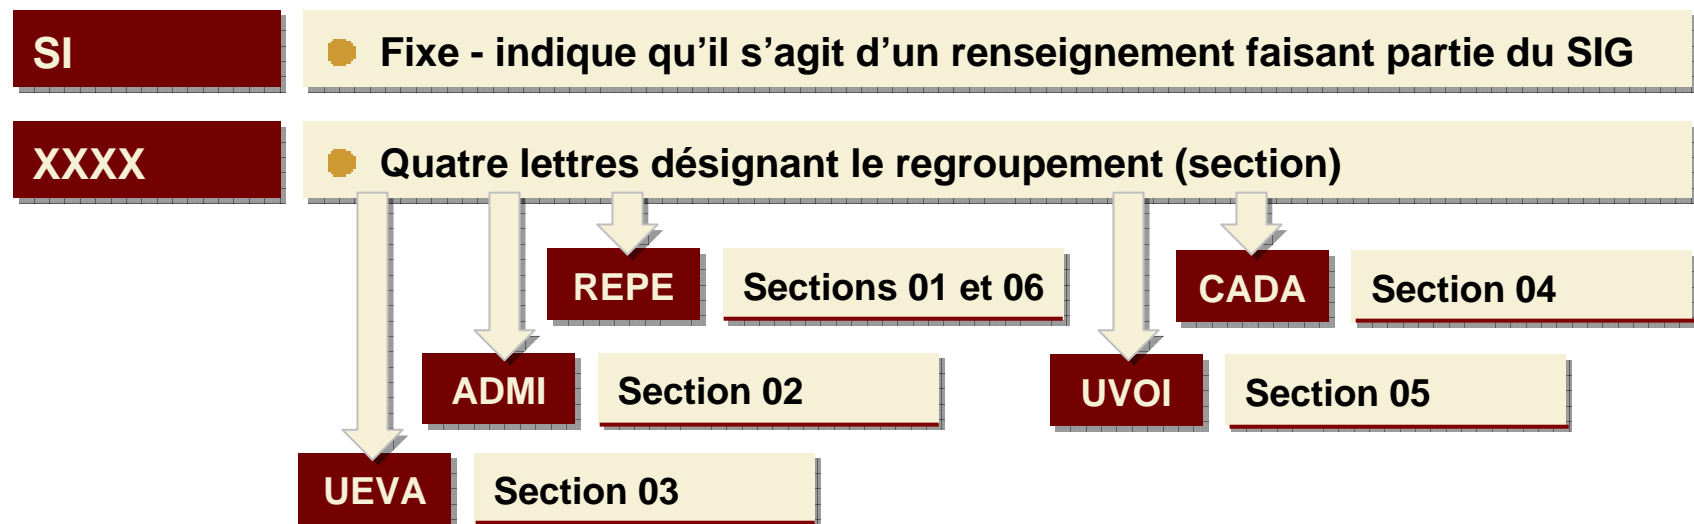 SI
Fixe - indique qu’il s’agit d’un renseignement faisant partie du SIG
XXXX
Quatre lettres désignant le regroupement (section)
REPE
Sections 01 et 06
CADA
Section 04
ADMI
Section 02
UVOI
Section 05
UEVA
Section 03